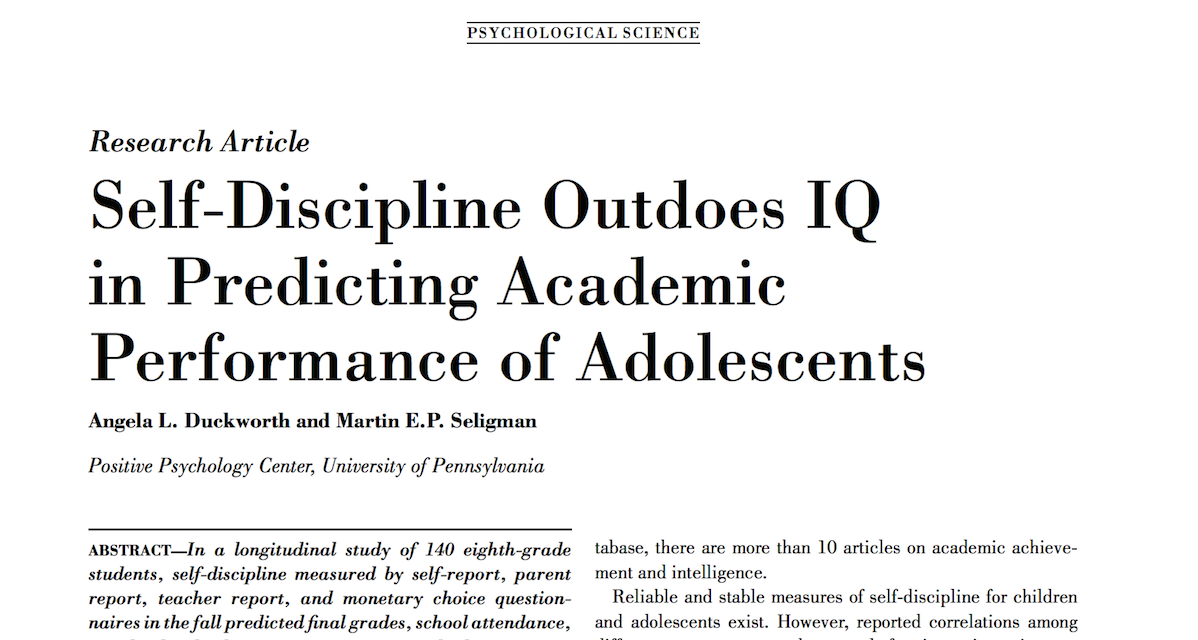 PSYCHOLOGICAL SCIENCE
Research Article
Self-Discipline Outdoes IQ
in Predicting Academic
Performance of Adolescents
Angela L. Duckworth and Martin E.P. Seligman
Positive Psychology Center, University of Pennsylvania
ABSTRACT—In a longitudinal study of 140 eighth-grade
students, self-discipline measured by self-report, parent
report, teacher report, and monetary choice question-
naires in the fall predicted final grades, school attendance,
tabase, there are more than 10 articles on academic achieve-
ment and intelligence.
Reliable and stable measures of self-discipline for children
and adolescents exist. However, reported correlations among